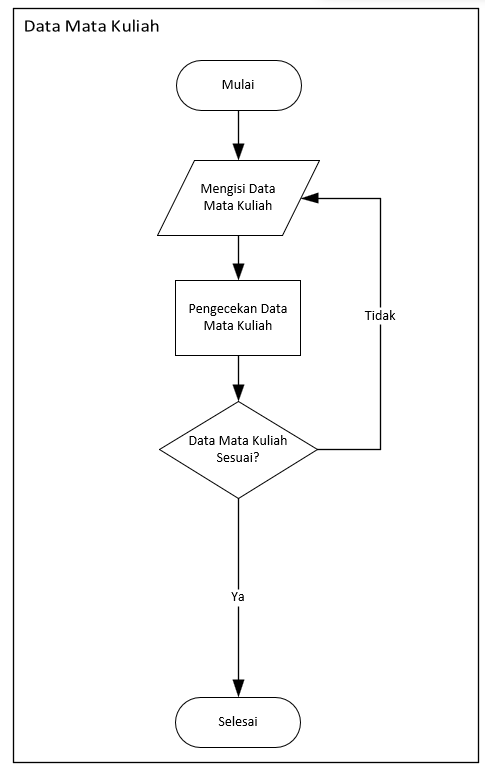 Data Mata Kuliah
Mulai
Mengisi Data
Mata Kuliah
Pengecekan Data
Mata Kuliah
Tidak
Data Mata Kuliah
Sesuai?
Ya
Selesai